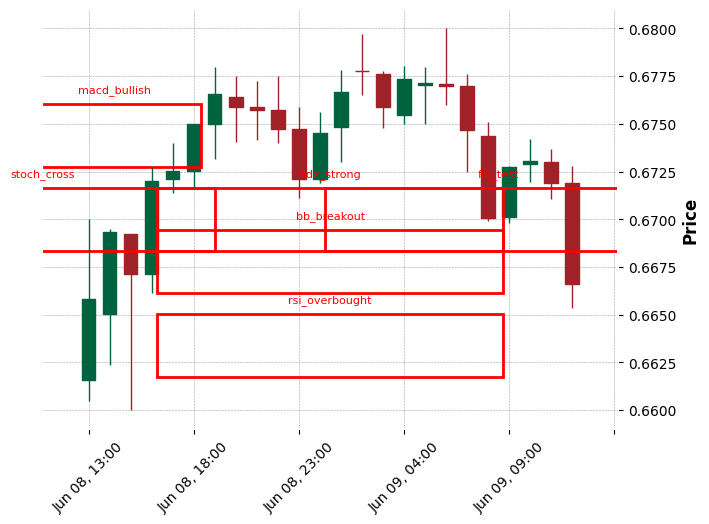 0.6800
macd_bullish
0.6775
0.6750
stoch_cross
0.6725
0.6700
bb_breakout
Price
0.6675
rsi_overbought
0.6650
0.6625
0.6600
Jun 08, 13:00
Jun 08, 18:00
Jun 08, 23:00
Jun 09, 04:00
Jun 09, 09:00